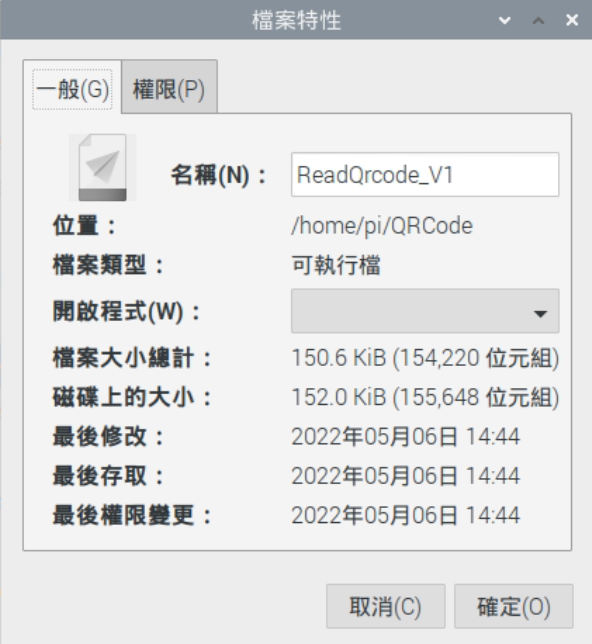 檔案特性
一般(G) 權限(P)
名稱(N)： ReadQrcode_V1
位置： /home/pi/QRCode
檔案類型： 可執行檔
開啟程式(W)：
檔案大小總計： 150.6 KiB (154,220 位元組)
磁碟上的大小： 152.0 KiB (155,648 位元組)
最後修改： 2022年05月06日 14:44
最後存取： 2022年05月06日 14:44
最後權限變更： 2022年05月06日 14:44
取消(C) 確定(O)